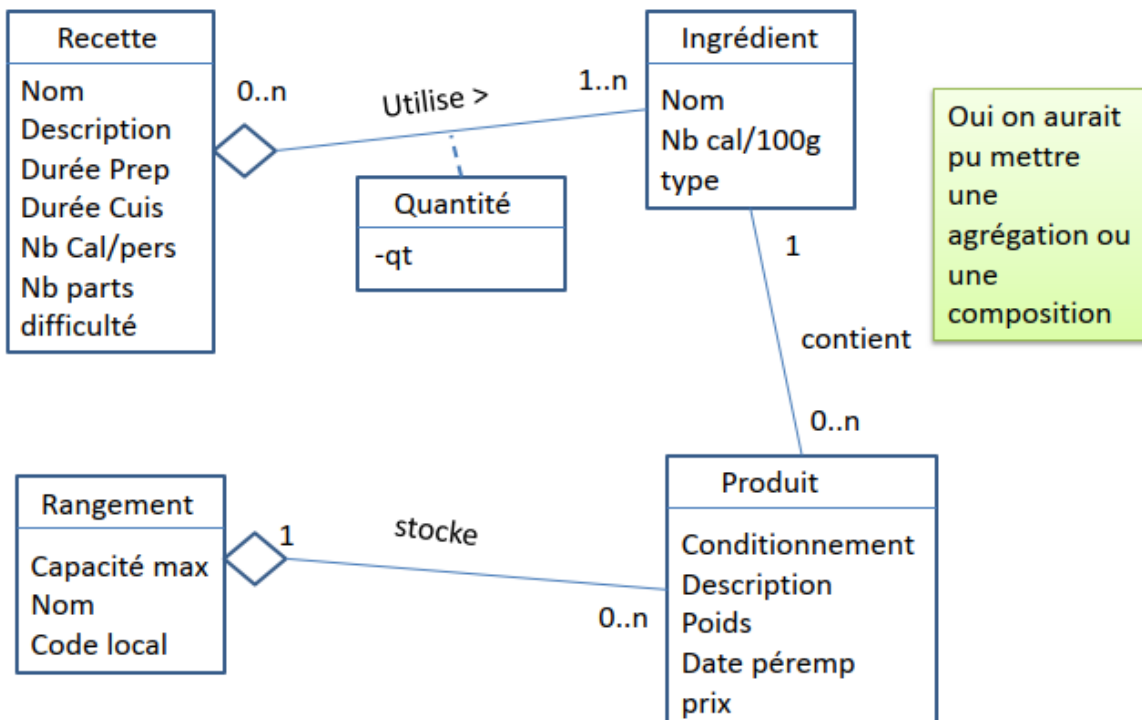 Recette
Nom
Description
Durée Prep
Durée Cuis
Nb Cal/pers
Nb parts
difficulté
0..n
Utilise >
1..n
Quantité
-qt
Ingrédient
Nom
Nb cal/100g
type
Oui on aurait
pu mettre
une
agrégation ou
une
composition
1
contient
0..n
Rangement
Capacité max
Nom
Code local
1
stocke
0..n
Produit
Conditionnement
Description
Poids
Date péremp
prix